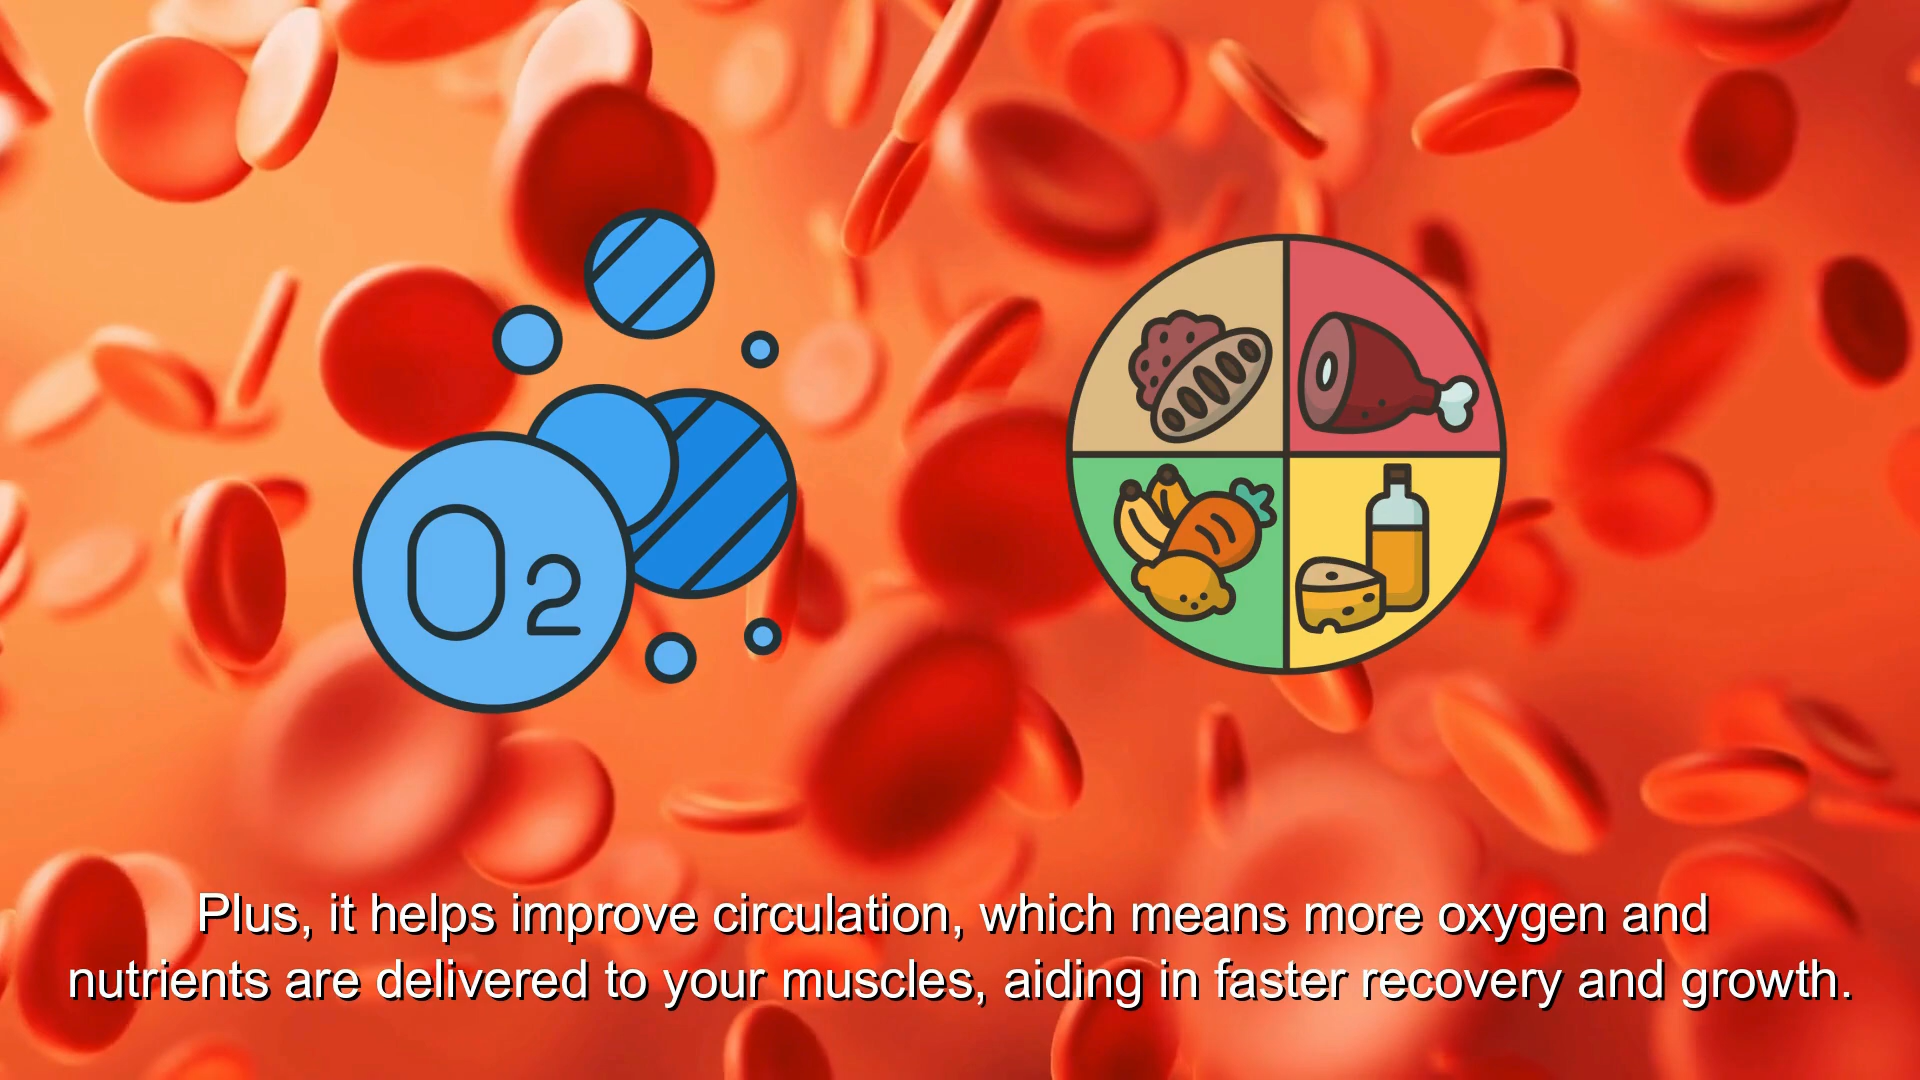 O2
Plus, it helps improve circulation, which means more oxygen and
nutrients are delivered to your muscles, aiding in faster recovery and growth.